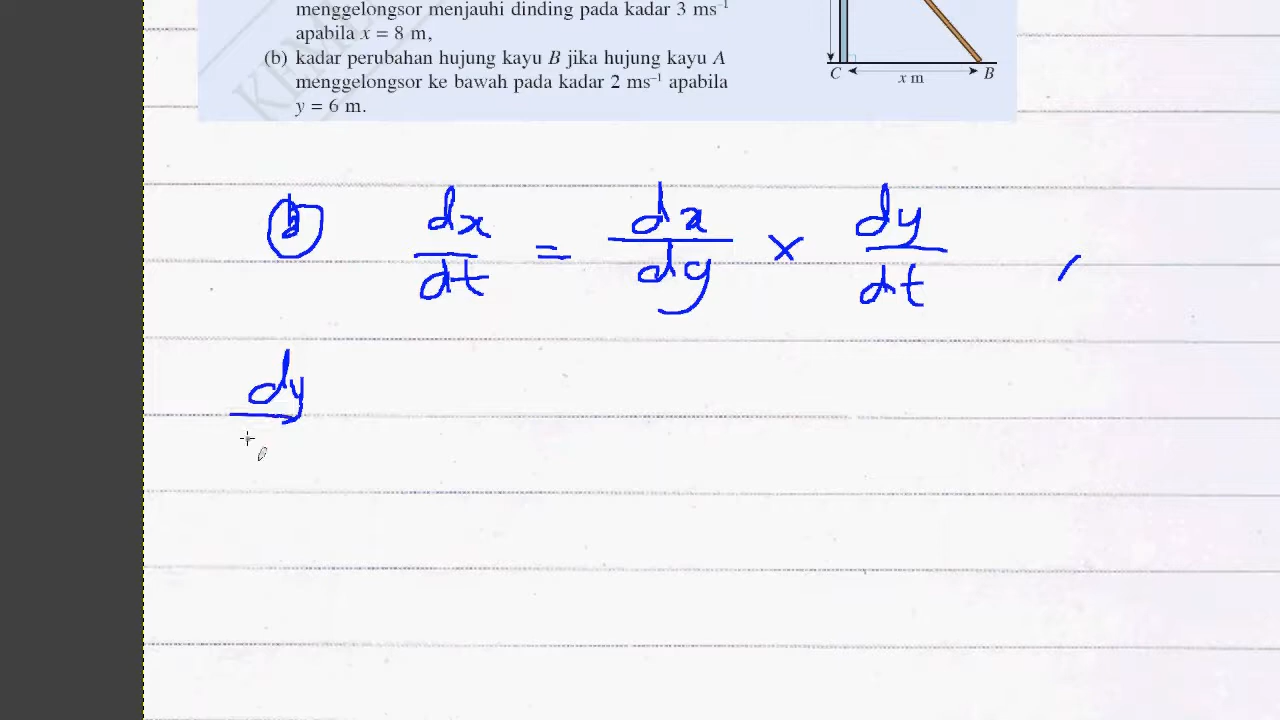 menggelongsor menjauhi dinding pada kadar 3 ms⁻¹
apabila x = 8 m,
(b) kadar perubahan hujung kayu B jika hujung kayu A
menggelongsor ke bawah pada kadar 2 ms⁻¹ apabila
y = 6 m.
C
x m
B
b dx/dt = dx/dy × dy/dt ,
dy